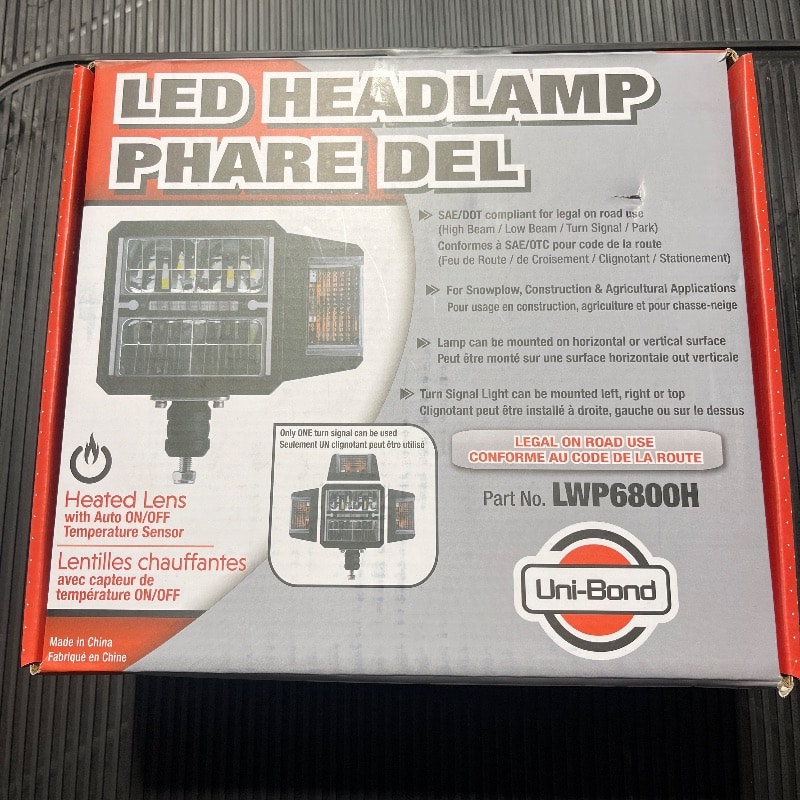 LED HEADLAMP
PHARE DEL
SAE/DOT compliant for legal on road use
(High Beam / Low Beam / Turn Signal / Park)
Conformes à SAE/OTC pour code de la route
(Feu de Route / de Croisement / Clignotant / Stationement)
For Snowplow, Construction & Agricultural Applications
Pour usage en construction, agriculture et pour chasse-neige
Lamp can be mounted on horizontal or vertical surface
Peut être monté sur une surface horizontale out verticale
Turn Signal Light can be mounted left, right or top
Clignotant peut être installé à droite, gauche ou sur le dessus
LEGAL ON ROAD USE
CONFORME AU CODE DE LA ROUTE
Part No. LWP6800H
Uni-Bond
Only ONE turn signal can be used
Seulement UN clignotant peut être utilisé
Heated Lens
with Auto ON/OFF
Temperature Sensor
Lentilles chauffantes
avec capteur de
température ON/OFF
Made in China
Fabriqué en Chine